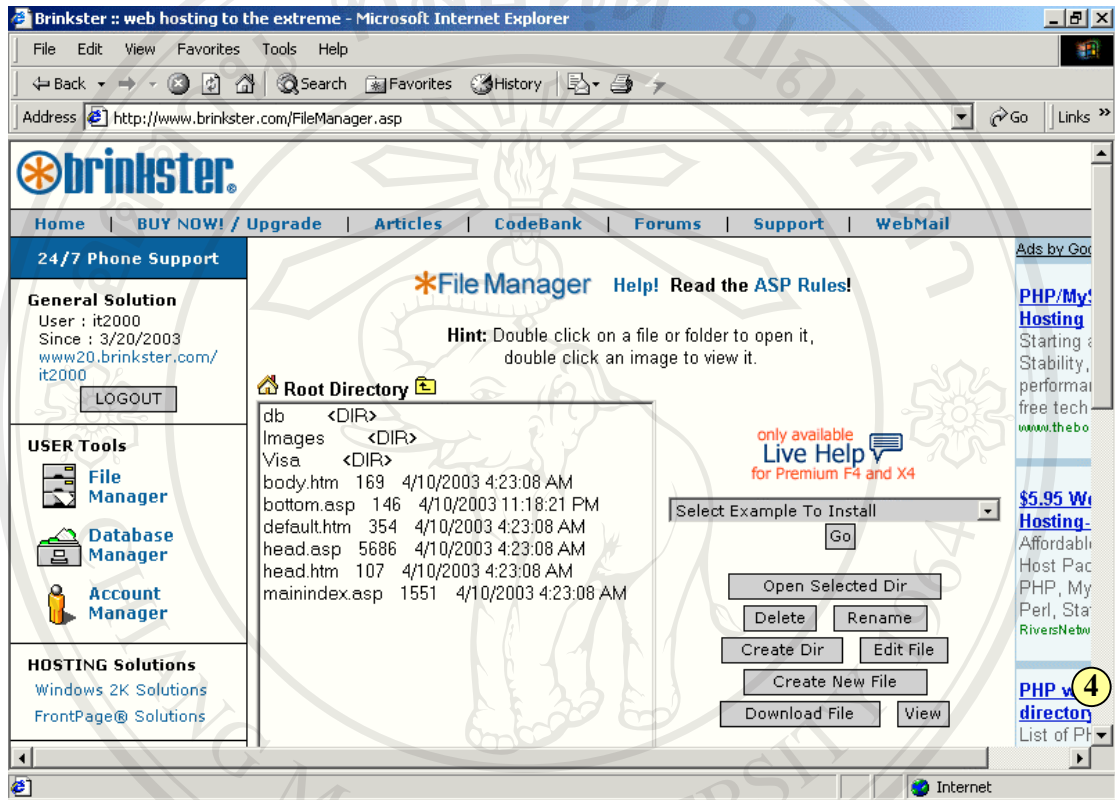 Brinkster :: web hosting to the extreme - Microsoft Internet Explorer
File Edit View Favorites Tools Help
Back Search Favorites History
Address http://www.brinkster.com/FileManager.asp Go Links »
brinkster®
Home | BUY NOW! / Upgrade | Articles | CodeBank | Forums | Support | WebMail
24/7 Phone Support
General Solution
User : it2000
Since : 3/20/2003
www20.brinkster.com/
it2000
LOGOUT
USER Tools
File
Manager
Database
Manager
Account
Manager
HOSTING Solutions
Windows 2K Solutions
FrontPage® Solutions
File Manager Help! Read the ASP Rules!
Hint: Double click on a file or folder to open it,
double click an image to view it.
Root Directory
db <DIR>
Images <DIR>
Visa <DIR>
body.htm 169 4/10/2003 4:23:08 AM
bottom.asp 146 4/10/2003 11:18:21 PM
default.htm 354 4/10/2003 4:23:08 AM
head.asp 5686 4/10/2003 4:23:08 AM
head.htm 107 4/10/2003 4:23:08 AM
mainindex.asp 1551 4/10/2003 4:23:08 AM
only available
Live Help
for Premium F4 and X4
Select Example To Install
Go
Open Selected Dir
Delete Rename
Create Dir Edit File
Create New File
Download File View
Ads by Goo
PHP/MyS
Hosting
Starting a
Stability,
performan
free tech
www.thebo
$5.95 We
Hosting-
Affordable
Host Pac
PHP, My
Perl, Sta
RiversNetw
PHP w
directory
List of PH
4
Internet